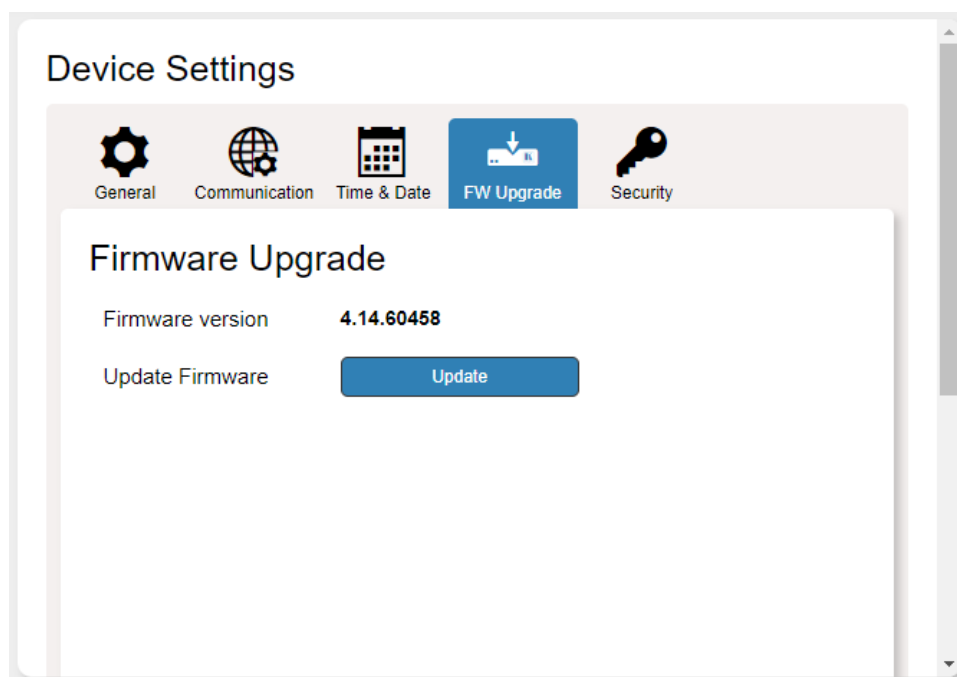 Device Settings
General Communication Time & Date FW Upgrade Security
Firmware Upgrade
Firmware version 4.14.60458
Update Firmware Update